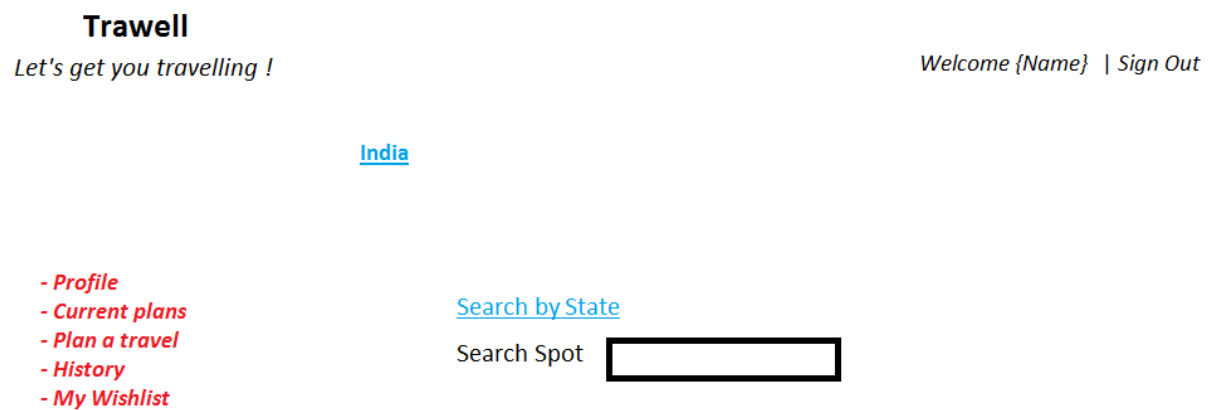 Trawell
Let's get you travelling !
Welcome {Name} | Sign Out
India
- Profile
- Current plans
- Plan a travel
- History
- My Wishlist
Search by State
Search Spot